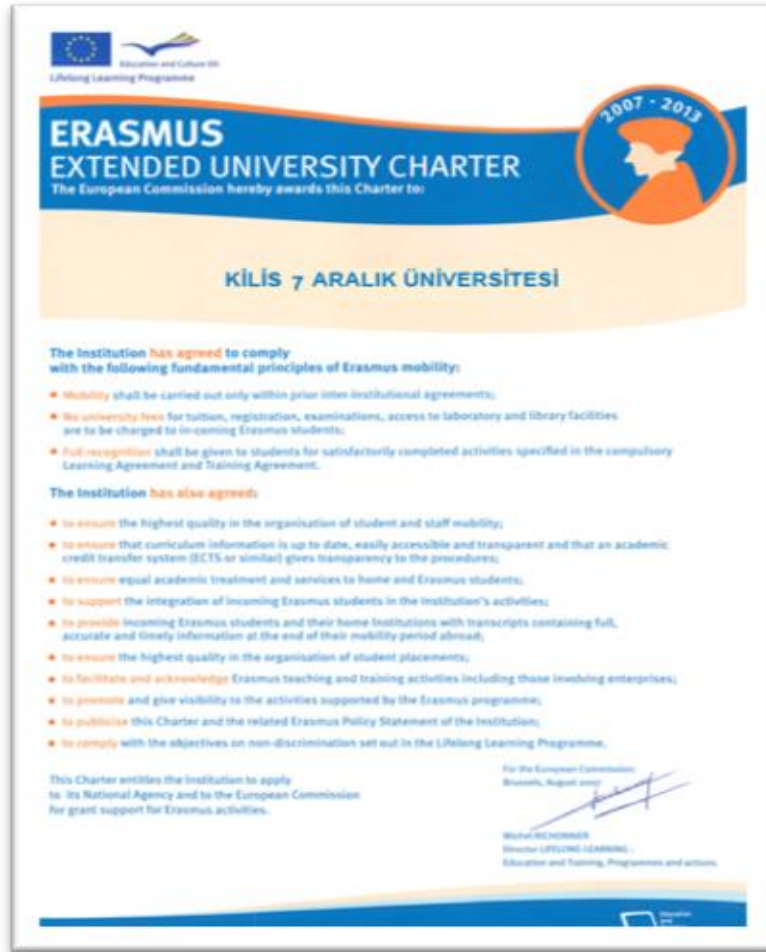 Education and Culture DG
Lifelong Learning Programme
2007 - 2013
ERASMUS
EXTENDED UNIVERSITY CHARTER
The European Commission hereby awards this Charter to:
KİLİS 7 ARALIK ÜNİVERSİTESİ
The Institution has agreed to comply
with the following fundamental principles of Erasmus mobility:
• Mobility shall be carried out only within prior inter-institutional agreements;
• No university fees for tuition, registration, examinations, access to laboratory and library facilities
are to be charged to in-coming Erasmus students;
• Full recognition shall be given to students for satisfactorily completed activities specified in the compulsory
Learning Agreement and Training Agreement.
The Institution has also agreed:
• to ensure the highest quality in the organisation of student and staff mobility;
• to ensure that curriculum information is up to date, easily accessible and transparent and that an academic
credit transfer system (ECTS or similar) gives transparency to the procedures;
• to ensure equal academic treatment and services to home and Erasmus students;
• to support the integration of incoming Erasmus students in the Institution's activities;
• to provide incoming Erasmus students and their home Institutions with transcripts containing full,
accurate and timely information at the end of their mobility period abroad;
• to ensure the highest quality in the organisation of student placements;
• to facilitate and acknowledge Erasmus teaching and training activities including those involving enterprises;
• to promote and give visibility to the activities supported by the Erasmus programme;
• to publicise this Charter and the related Erasmus Policy Statement of the Institution;
• to comply with the objectives on non-discrimination set out in the Lifelong Learning Programme.
This Charter entitles the Institution to apply
to its National Agency and to the European Commission
for grant support for Erasmus activities.
For the European Commission
Brussels, August 2007
Michel RICHONNIER
Director LIFELONG LEARNING :
Education and Training, Programmes and actions.
Education
and